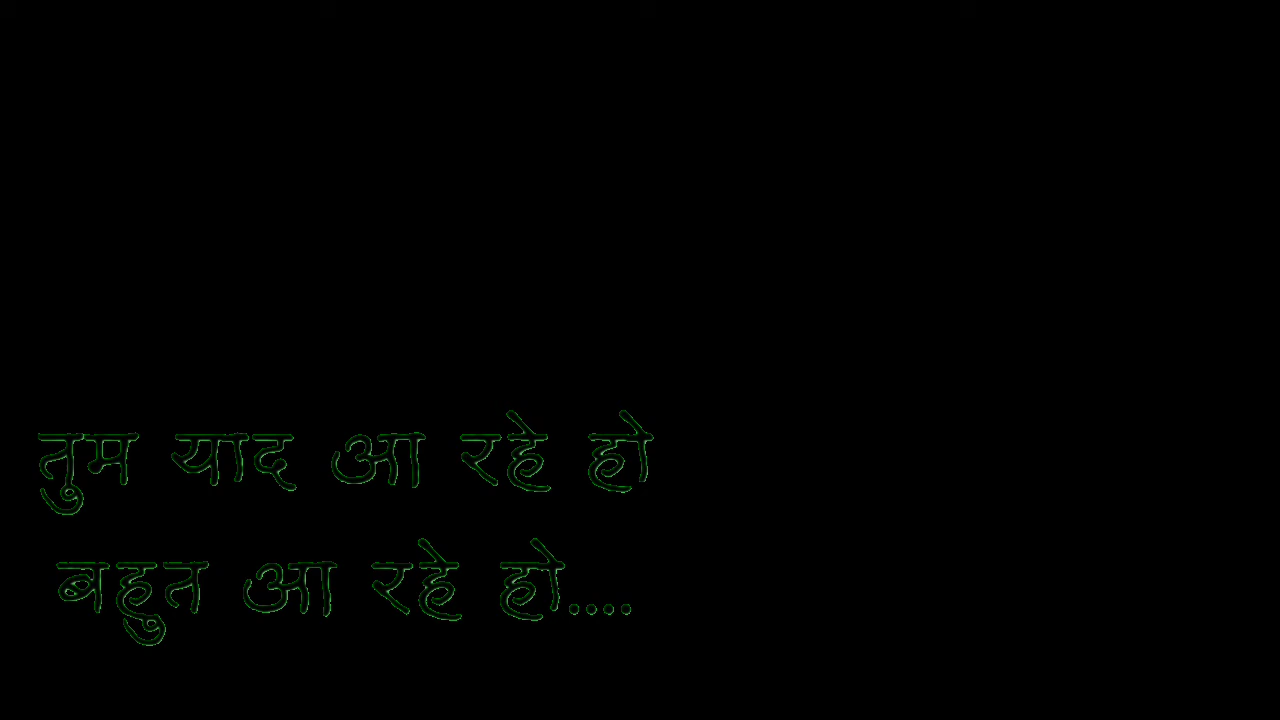 तुम याद आ रहे हो
बहुत आ रहे हो....